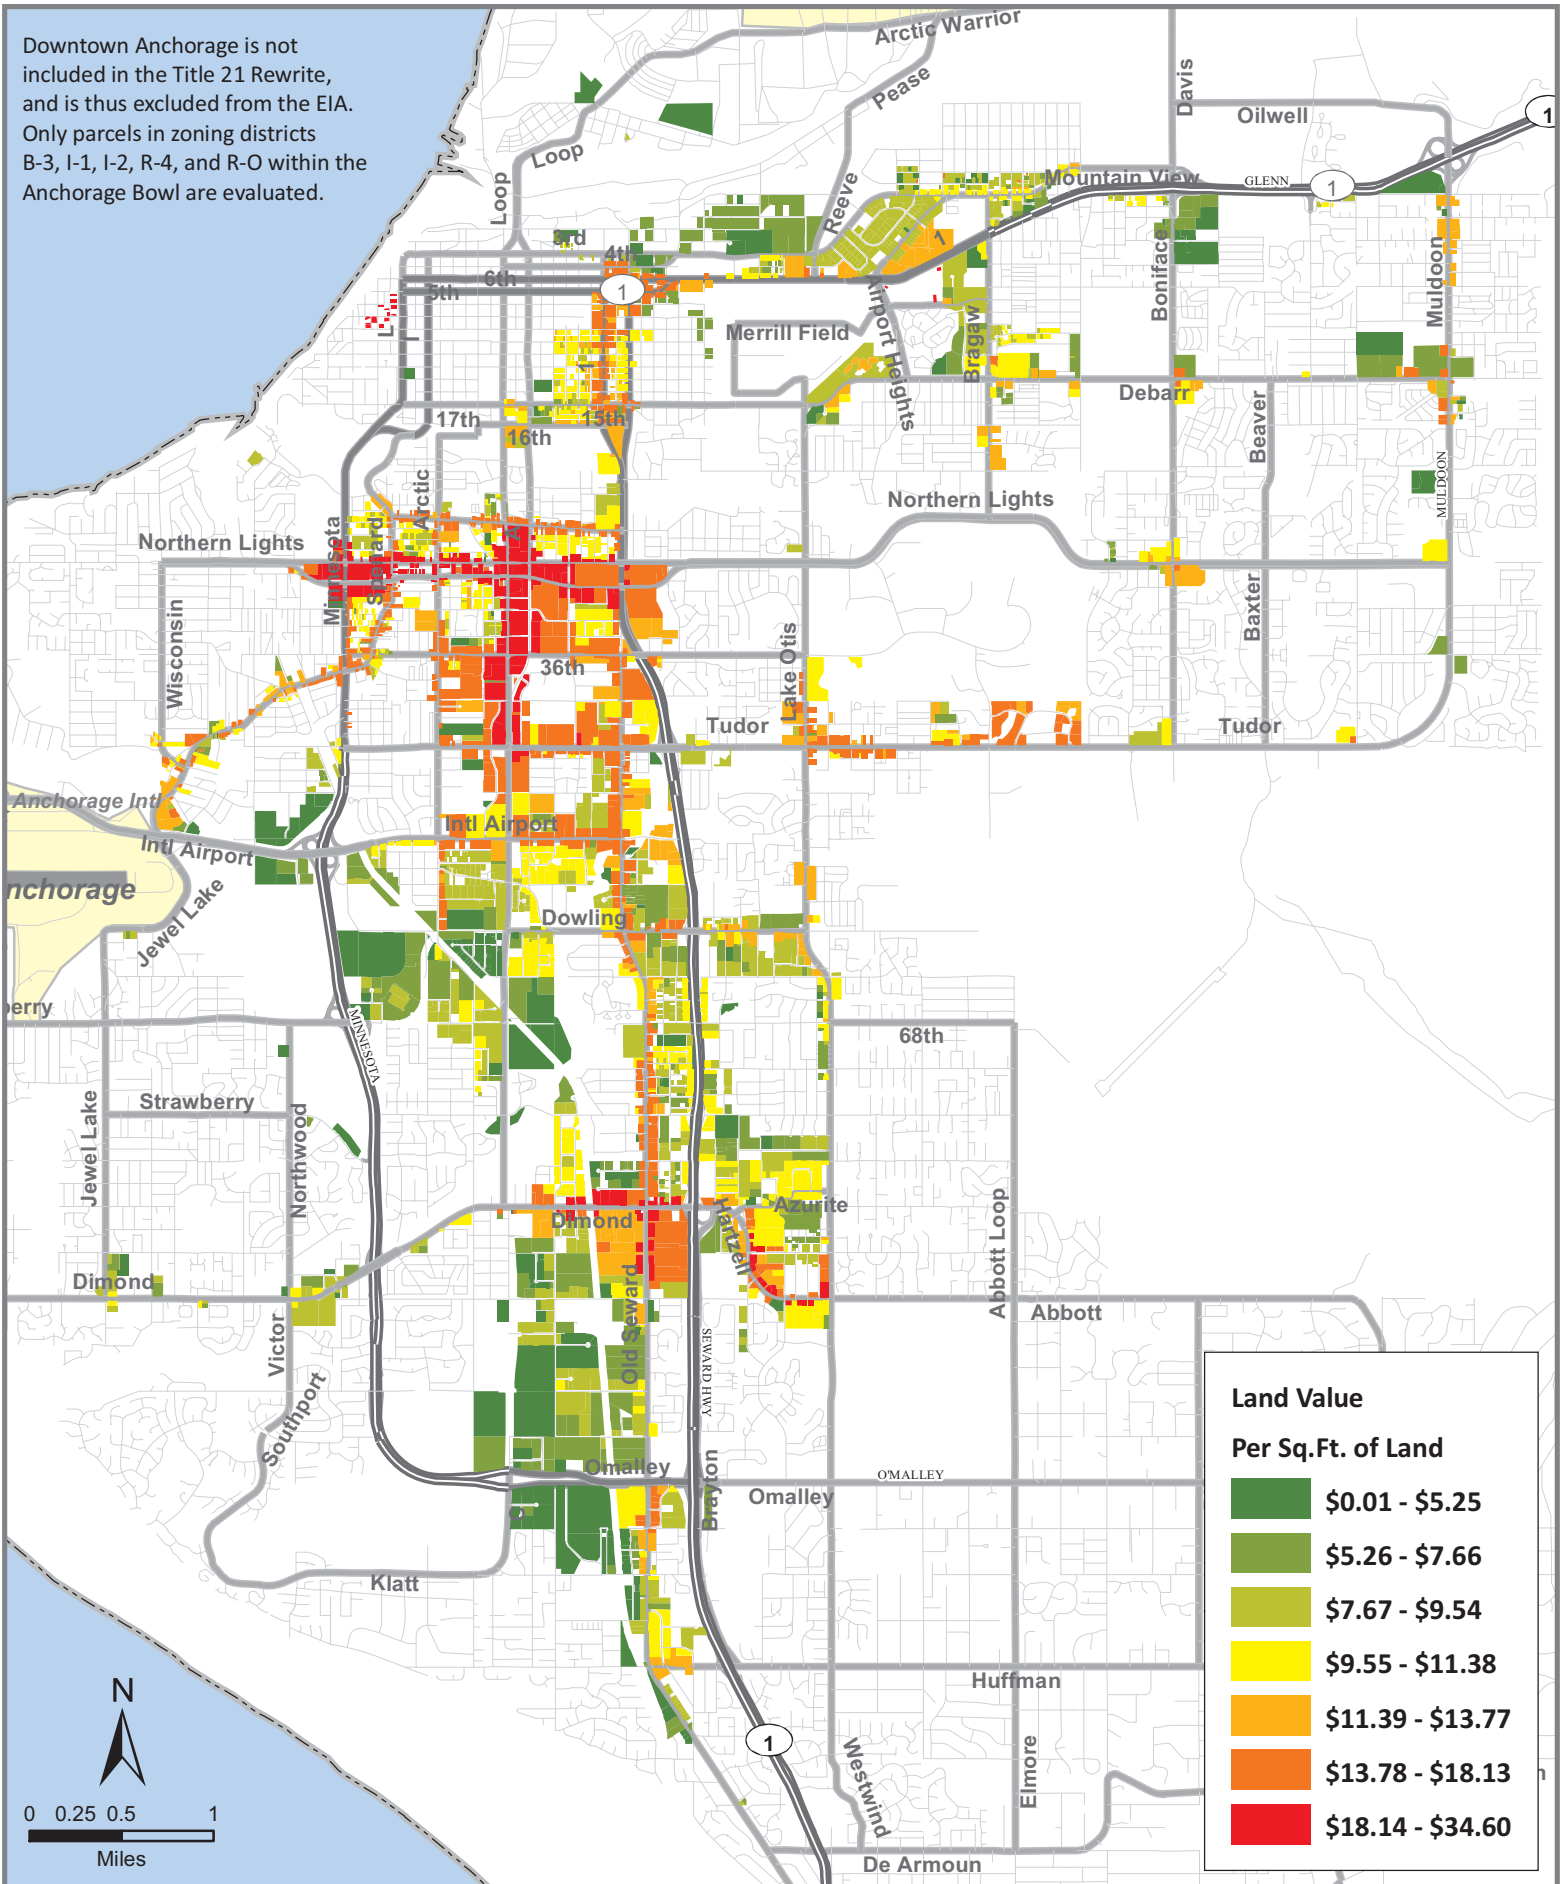 Downtown Anchorage is not
included in the Title 21 Rewrite,
and is thus excluded from the EIA.
Only parcels in zoning districts
B-3, I-1, I-2, R-4, and R-O within the
Anchorage Bowl are evaluated.
Arctic Warrior
Pease
Davis
Oilwell
1
Loop
Loop
Reeve
Mountain View
GLENN
1
3rd
4th
6th
5th
1
1
L
I
Merrill Field
Airport Heights
Bragaw
Boniface
Muldoon
Debarr
17th
16th
15th
Beaver
Arctic
Northern Lights
MULDOON
Northern Lights
Minnesota
Spenard
A
Wisconsin
Baxter
36th
Lake Otis
Tudor
Tudor
Anchorage Intl
Intl Airport
Intl Airport
nchorage
Jewel Lake
Dowling
berry
MINNESOTA
68th
Strawberry
Jewel Lake
Northwood
Azurite
Dimond
Hartzell
Abbott Loop
Dimond
Abbott
Victor
Old Seward
SEWARD HWY
Southport
Omalley
O'MALLEY
Omalley
Brayton
C
Klatt
Huffman
1
Westwind
Elmore
De Armoun
N
0 0.25 0.5 1
Miles
Land Value
Per Sq.Ft. of Land
$0.01 - $5.25
$5.26 - $7.66
$7.67 - $9.54
$9.55 - $11.38
$11.39 - $13.77
$13.78 - $18.13
$18.14 - $34.60